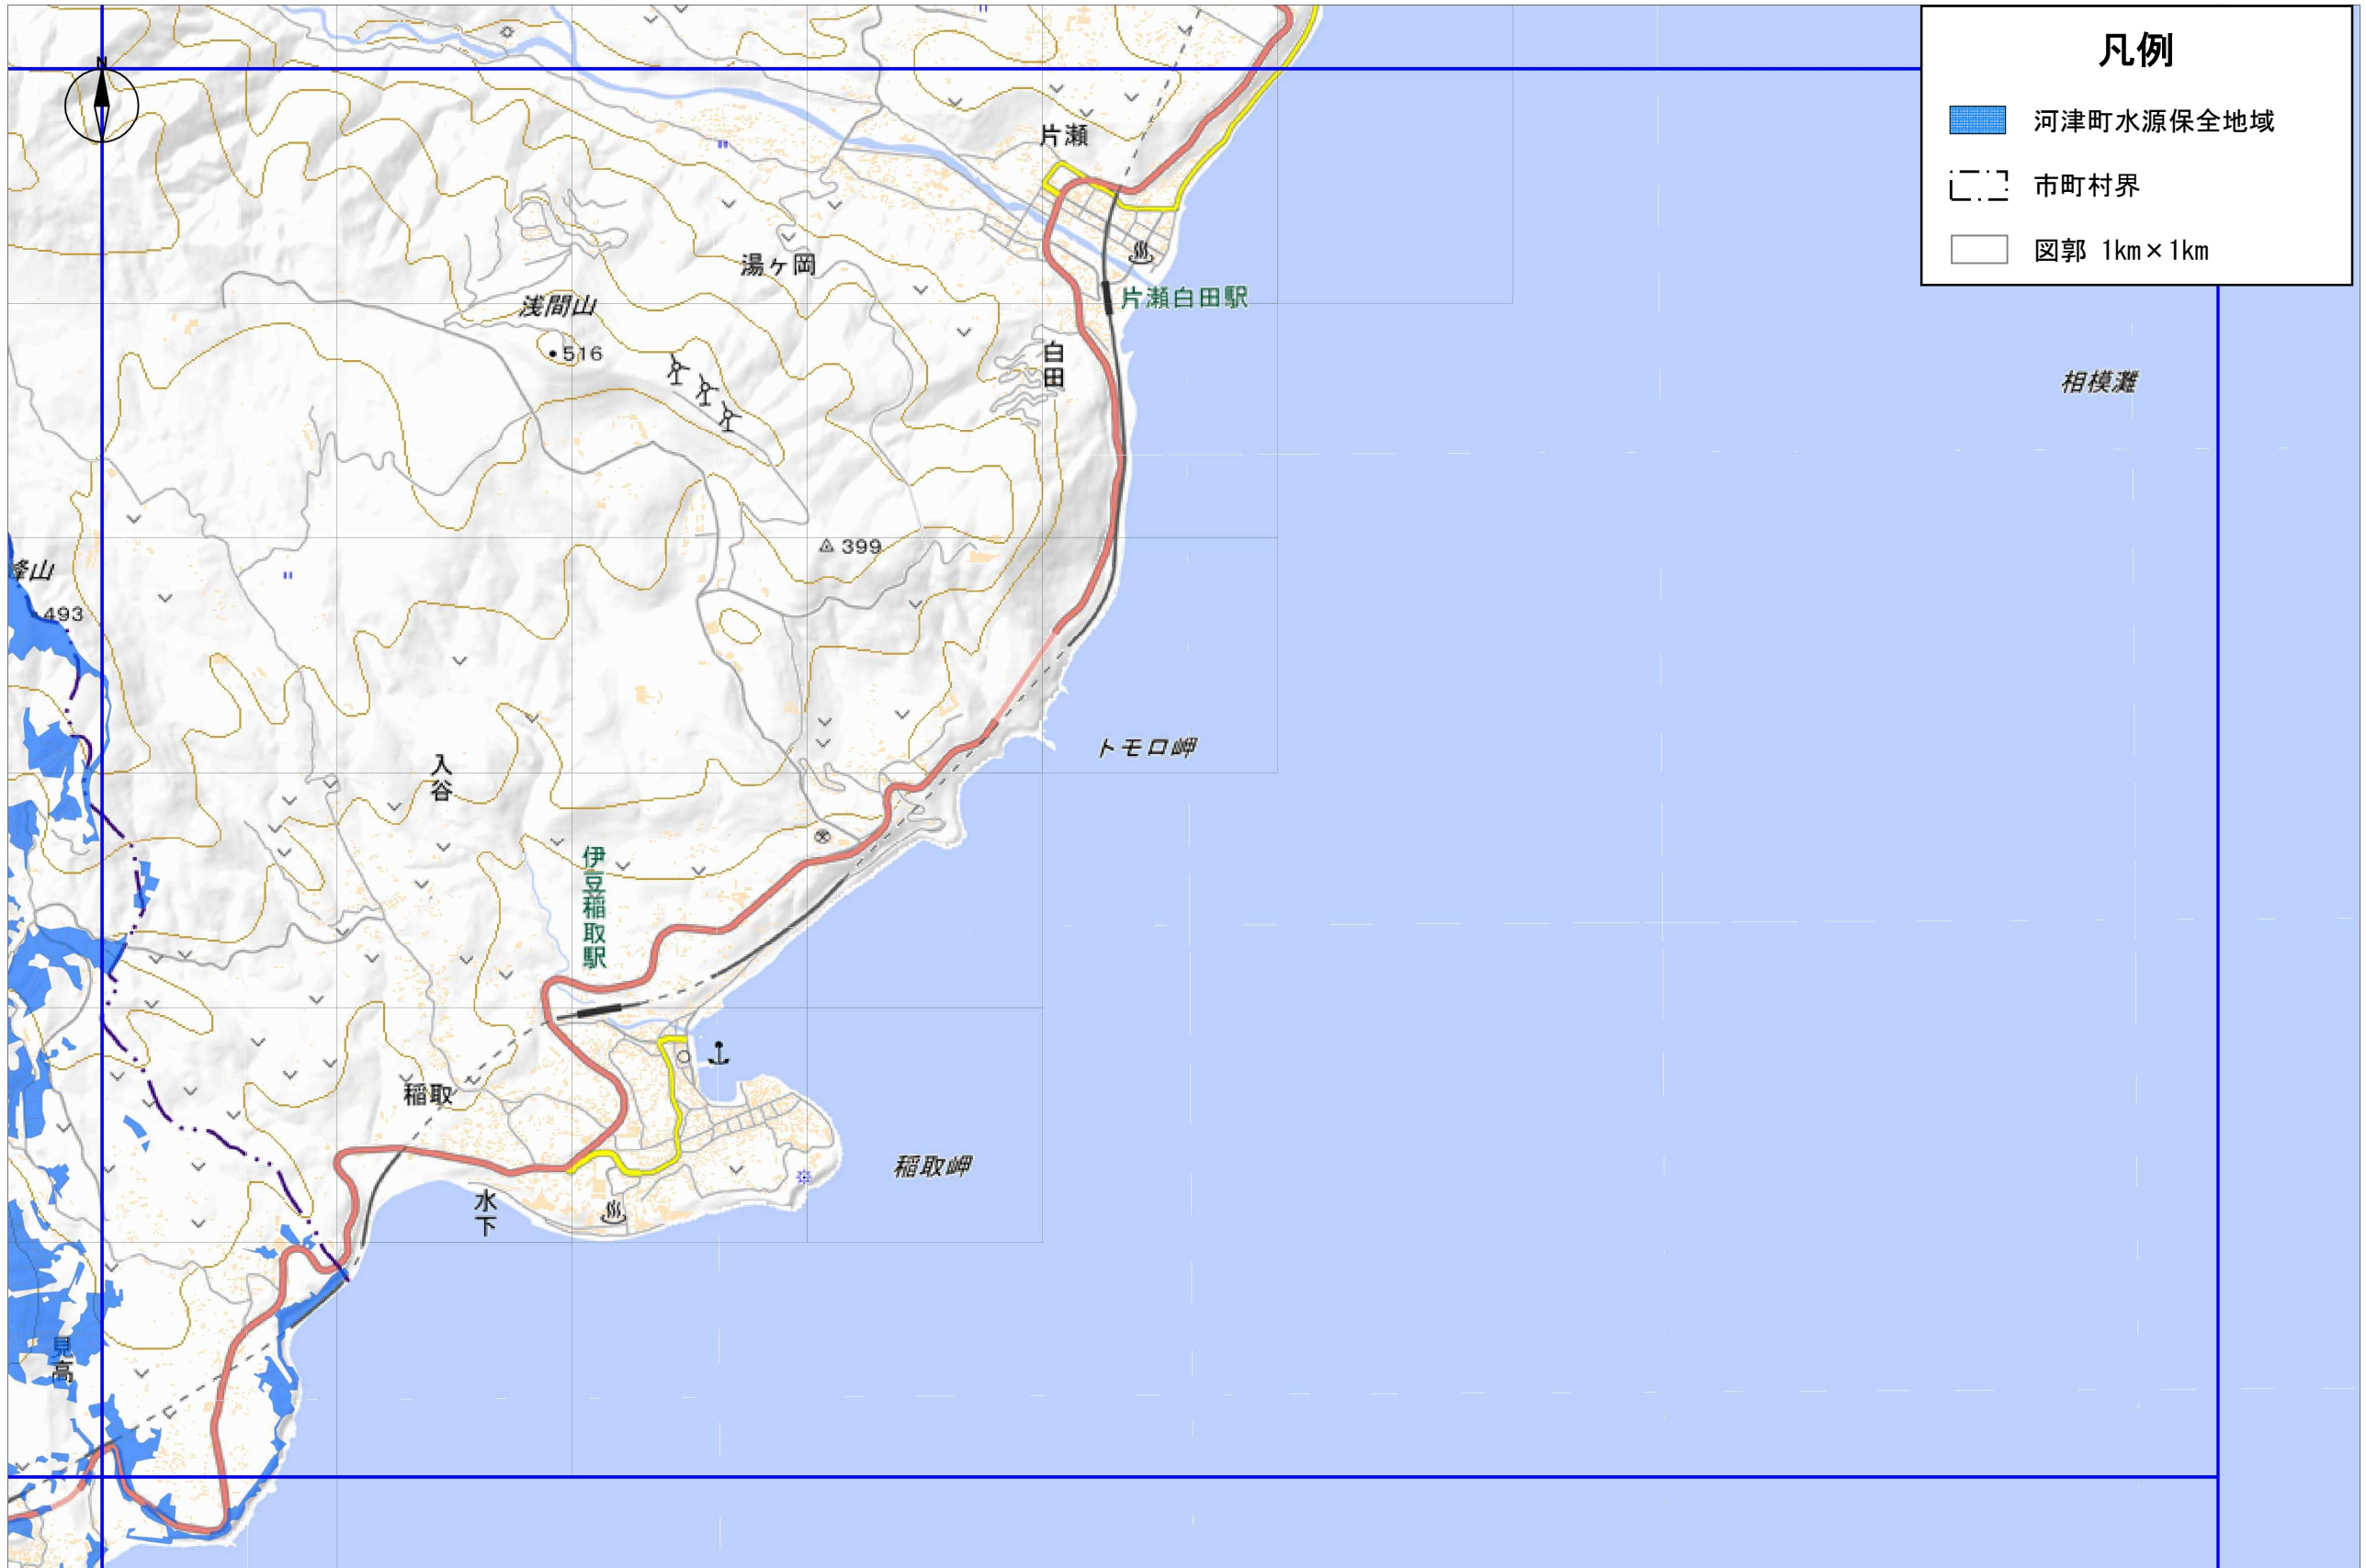 凡例
河津町水源保全地域
市町村界
図郭 1km×1km
N
片瀬
湯ヶ岡
浅間山
516
片瀬白田駅
白田
相模灘
399
峰山
493
トモロ岬
入谷
伊豆稲取駅
稲取
稲取岬
水下
見高